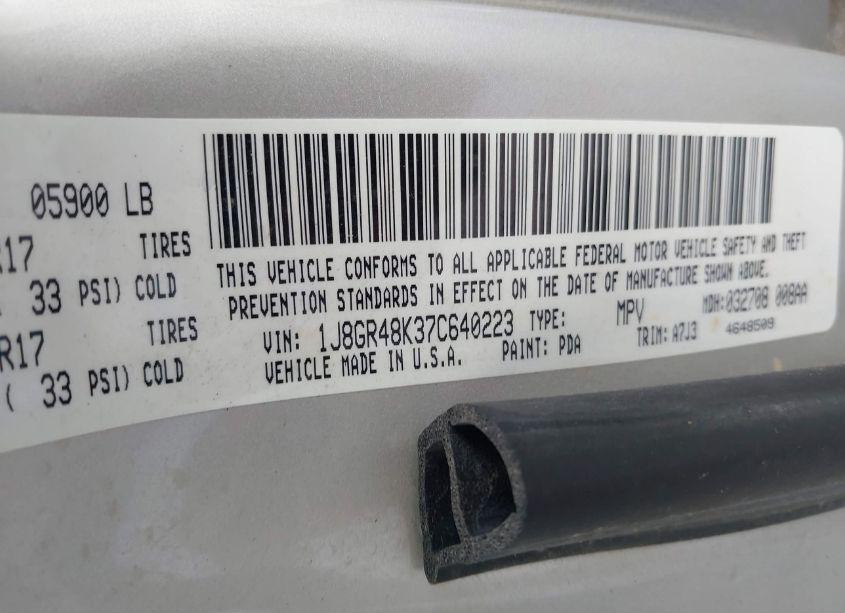 05900 LB
R17 TIRES
33 PSI) COLD
R17 TIRES
( 33 PSI) COLD
THIS VEHICLE CONFORMS TO ALL APPLICABLE FEDERAL MOTOR VEHICLE SAFETY AND THEFT
PREVENTION STANDARDS IN EFFECT ON THE DATE OF MANUFACTURE SHOWN ABOVE.
VIN: 1J8GR48K37C640223 TYPE: MPV MDH:032708 008AA
VEHICLE MADE IN U.S.A. PAINT: PDA TRIM: A7J3 4648509